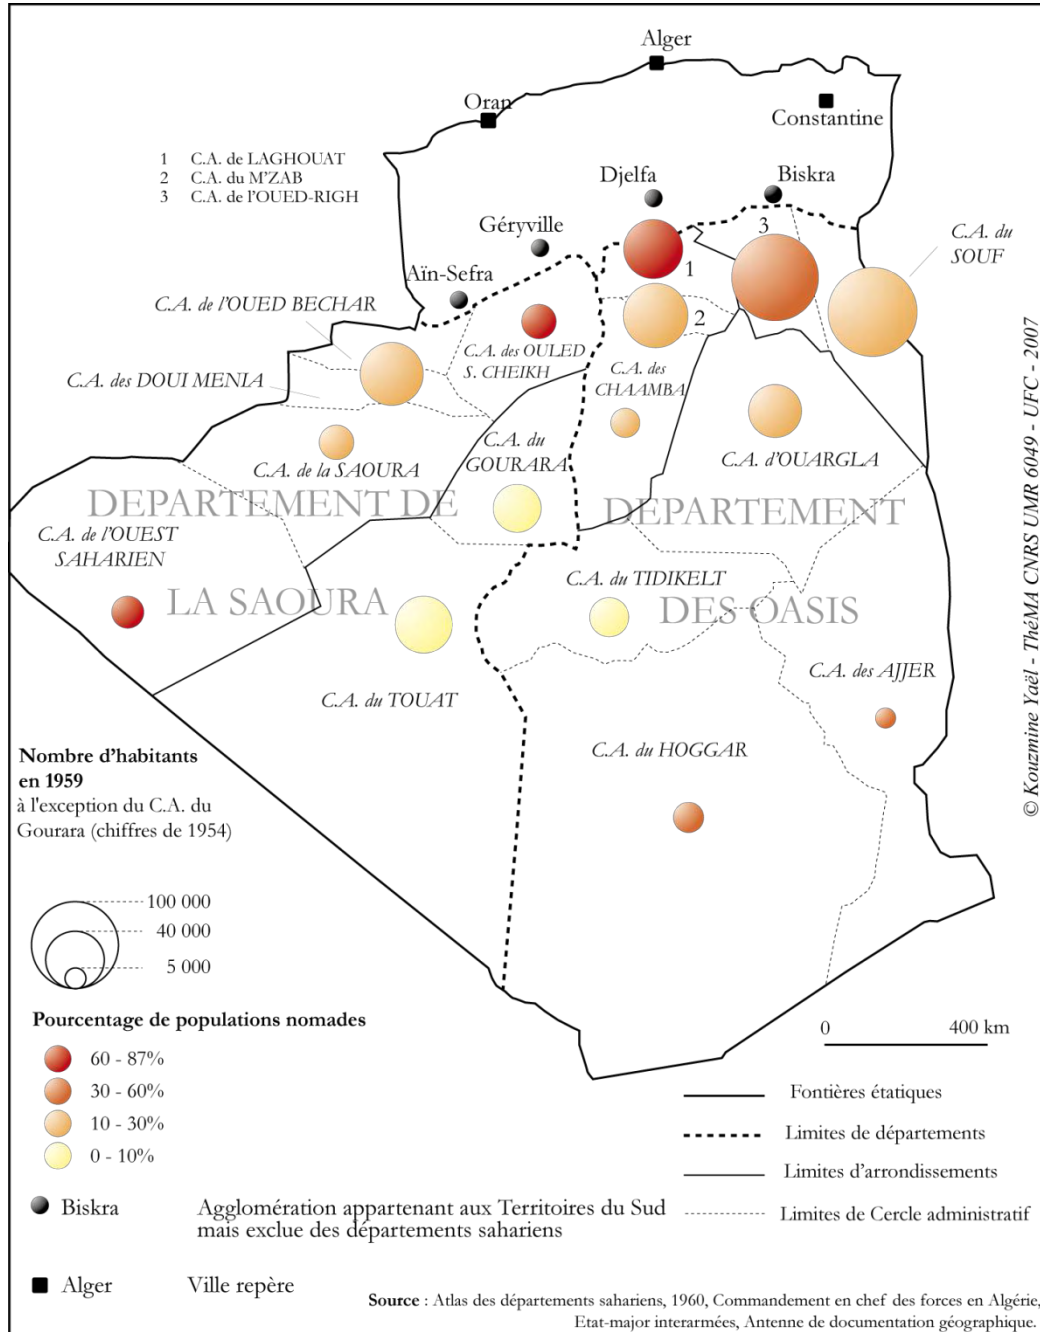 Alger
Oran
Constantine
1 C.A. de LAGHOUAT
2 C.A. du M'ZAB
3 C.A. de l'OUED-RIGH
Djelfa
Biskra
Géryville
Aïn-Sefra
3
C.A. du
SOUF
1
C.A. de l'OUED BECHAR
2
C.A. des OULED
S. CHEIKH
C.A. des
CHAAMBA
C.A. des DOUI MENIA
C.A. du
GOURARA
C.A. de la SAOURA
C.A. d'OUARGLA
DEPARTEMENT DE
LA SAOURA
DEPARTEMENT
DES OASIS
C.A. de l'OUEST
SAHARIEN
C.A. du TIDIKELT
C.A. des AJJER
C.A. du TOUAT
C.A. du HOGGAR
© Kouzmine Yaël - ThéMA CNRS UMR 6049 - UFC - 2007
Nombre d'habitants
en 1959
à l'exception du C.A. du
Gourara (chiffres de 1954)
100 000
40 000
5 000
Pourcentage de populations nomades
60 - 87%
30 - 60%
10 - 30%
0 - 10%
Biskra Agglomération appartenant aux Territoires du Sud
mais exclue des départements sahariens
Alger Ville repère
0 400 km
Fontières étatiques
Limites de départements
Limites d'arrondissements
Limites de Cercle administratif
Source : Atlas des départements sahariens, 1960, Commandement en chef des forces en Algérie,
Etat-major interarmées, Antenne de documentation géographique.